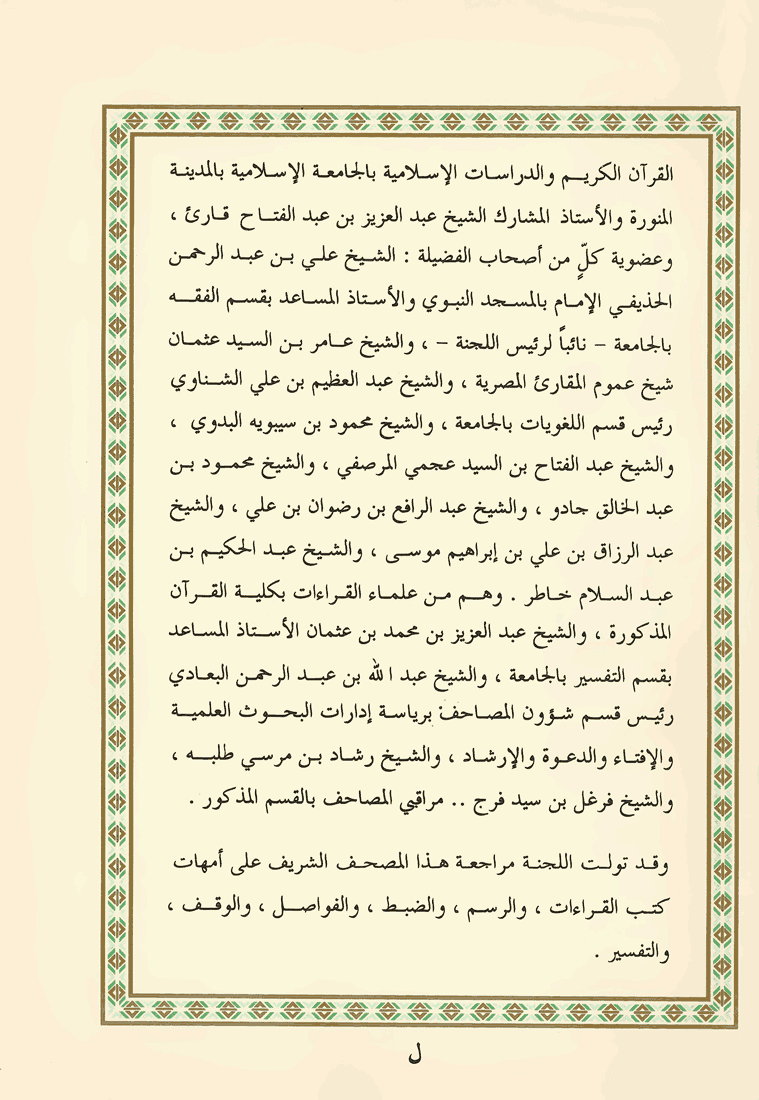 القرآن الكريم والدراسات الإسلامية بالجامعة الإسلامية بالمدينة
المنورة والأستاذ المشارك الشيخ عبد العزيز بن عبد الفتاح قارئ ،
وعضوية كلٍّ من أصحاب الفضيلة : الشيخ علي بن عبد الرحمن
الحذيفي الإمام بالمسجد النبوي والأستاذ المساعد بقسم الفقه
بالجامعة – نائباً لرئيس اللجنة – ، والشيخ عامر بن السيد عثمان
شيخ عموم المقارئ المصرية ، والشيخ عبد العظيم بن علي الشناوي
رئيس قسم اللغويات بالجامعة ، والشيخ محمود بن سيبويه البدوي ،
والشيخ عبد الفتاح بن السيد عجمي المرصفي ، والشيخ محمود بن
عبد الخالق جادو ، والشيخ عبد الرافع بن رضوان بن علي ، والشيخ
عبد الرزاق بن علي بن إبراهيم موسى ، والشيخ عبد الحكيم بن
عبد السلام خاطر . وهم من علماء القراءات بكلية القرآن
المذكورة ، والشيخ عبد العزيز بن محمد بن عثمان الأستاذ المساعد
بقسم التفسير بالجامعة ، والشيخ عبد الله بن عبد الرحمن البعادي
رئيس قسم شؤون المصاحف برياسة إدارات البحوث العلمية
والإفتاء والدعوة والإرشاد ، والشيخ رشاد بن مرسي طلبه ،
والشيخ فرغل بن سيد فرج .. مراقبي المصاحف بالقسم المذكور .
وقد تولت اللجنة مراجعة هذا المصحف الشريف على أمهات
كتب القراءات ، والرسم ، والضبط ، والفواصل ، والوقف ،
والتفسير .
ل